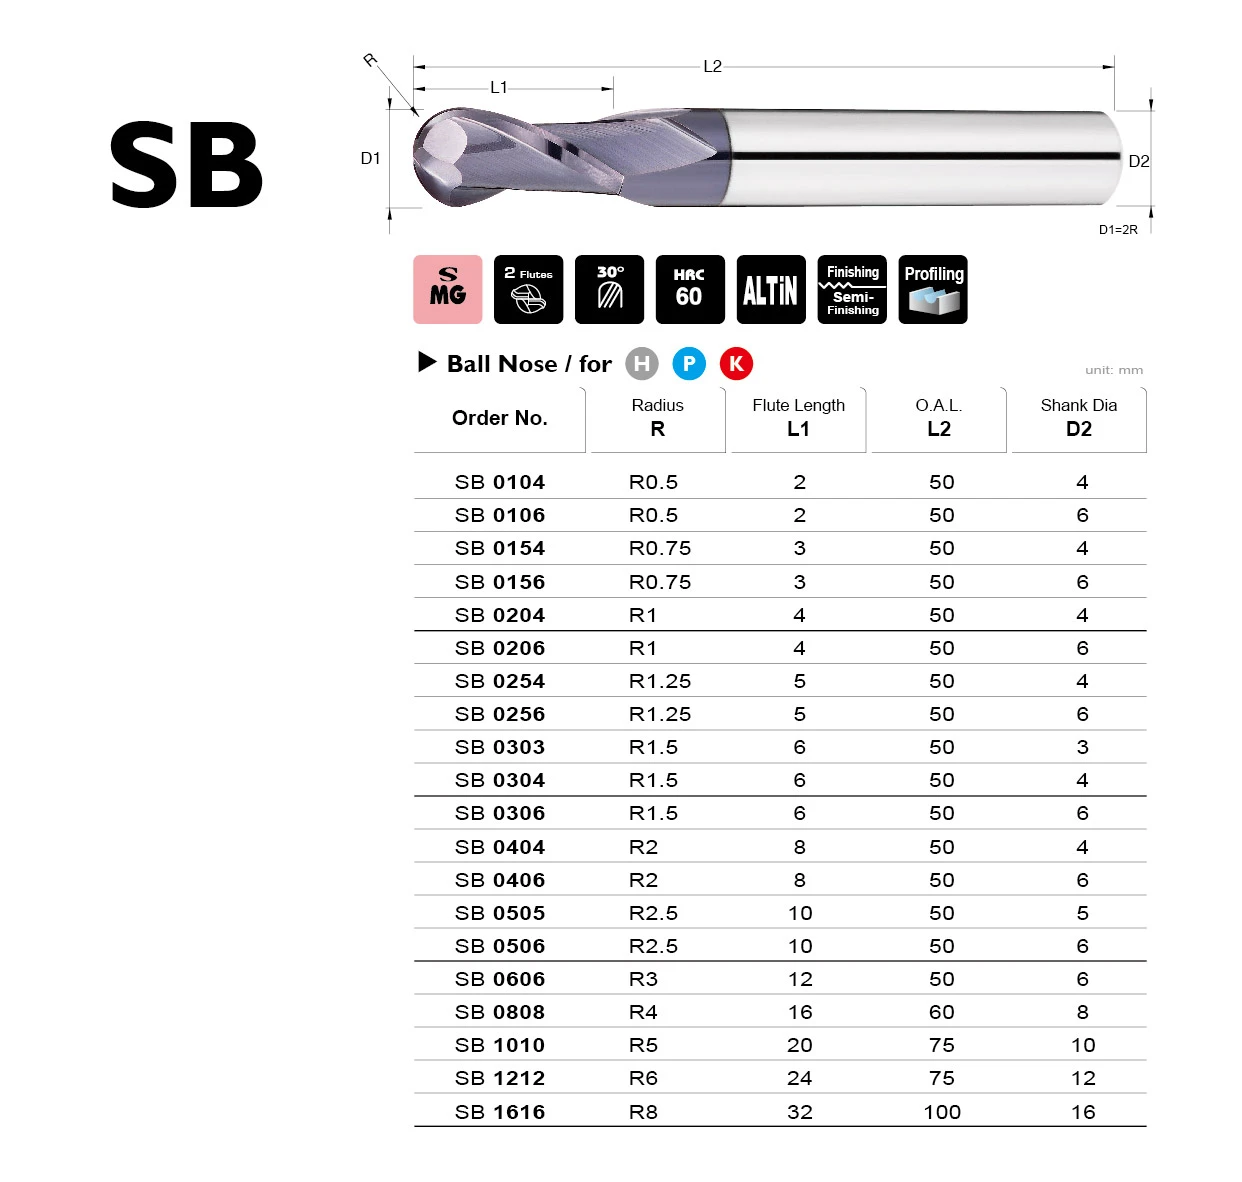 SB
R
L2
L1
D1
D2
D1=2R
S
MG
2 Flutes
30°
HRC
60
ALTiN
Finishing
Semi-
Finishing
Profiling
Ball Nose / for H P K
unit: mm
Order No. Radius R Flute Length L1 O.A.L. L2 Shank Dia D2
SB 0104 R0.5 2 50 4
SB 0106 R0.5 2 50 6
SB 0154 R0.75 3 50 4
SB 0156 R0.75 3 50 6
SB 0204 R1 4 50 4
SB 0206 R1 4 50 6
SB 0254 R1.25 5 50 4
SB 0256 R1.25 5 50 6
SB 0303 R1.5 6 50 3
SB 0304 R1.5 6 50 4
SB 0306 R1.5 6 50 6
SB 0404 R2 8 50 4
SB 0406 R2 8 50 6
SB 0505 R2.5 10 50 5
SB 0506 R2.5 10 50 6
SB 0606 R3 12 50 6
SB 0808 R4 16 60 8
SB 1010 R5 20 75 10
SB 1212 R6 24 75 12
SB 1616 R8 32 100 16